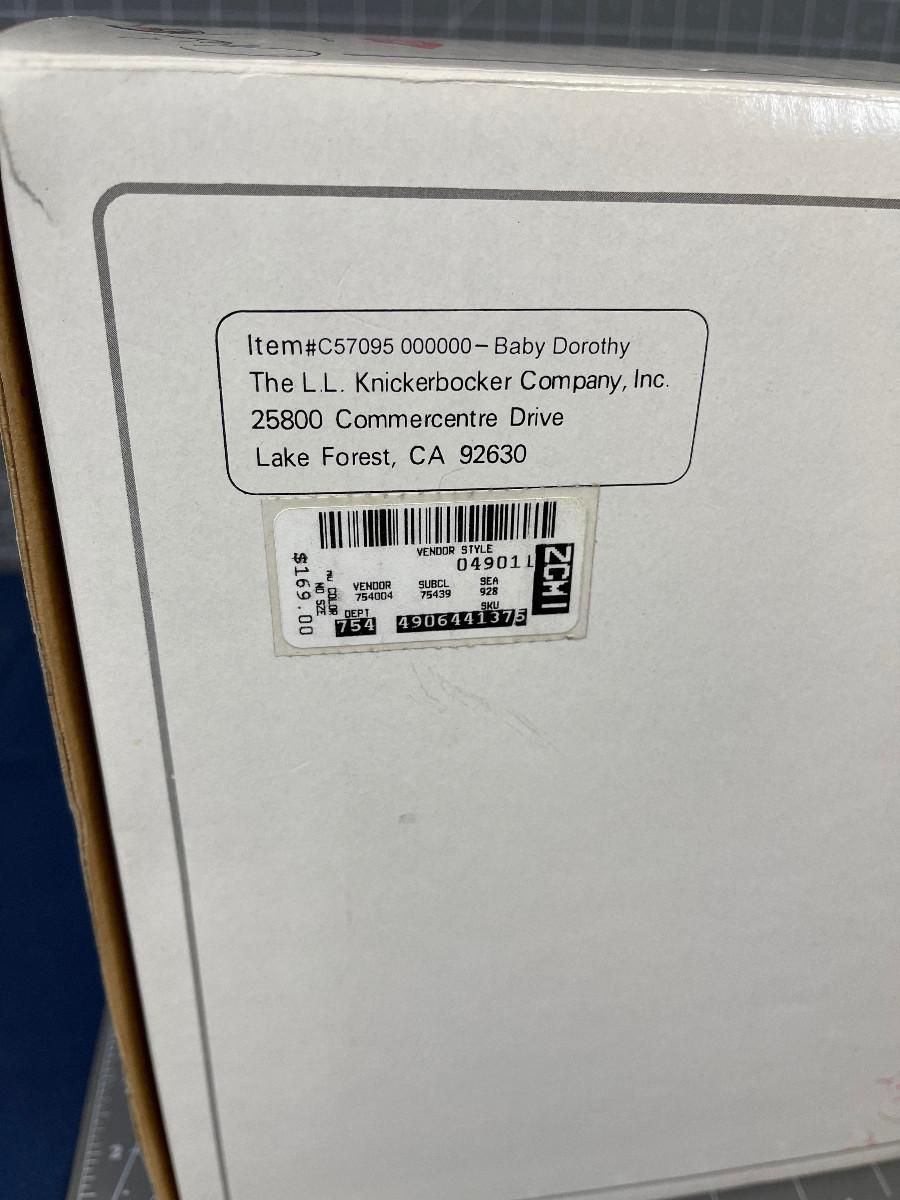 Item#C57095 000000 – Baby Dorothy
The L.L. Knickerbocker Company, Inc.
25800 Commercentre Drive
Lake Forest, CA 92630
VENDOR STYLE
04901L
ZCMI
VENDOR SUBCL SEA
754004 75439 928
DEPT SKU
754 4906441375
COLOR
NO SIZE
$169.00